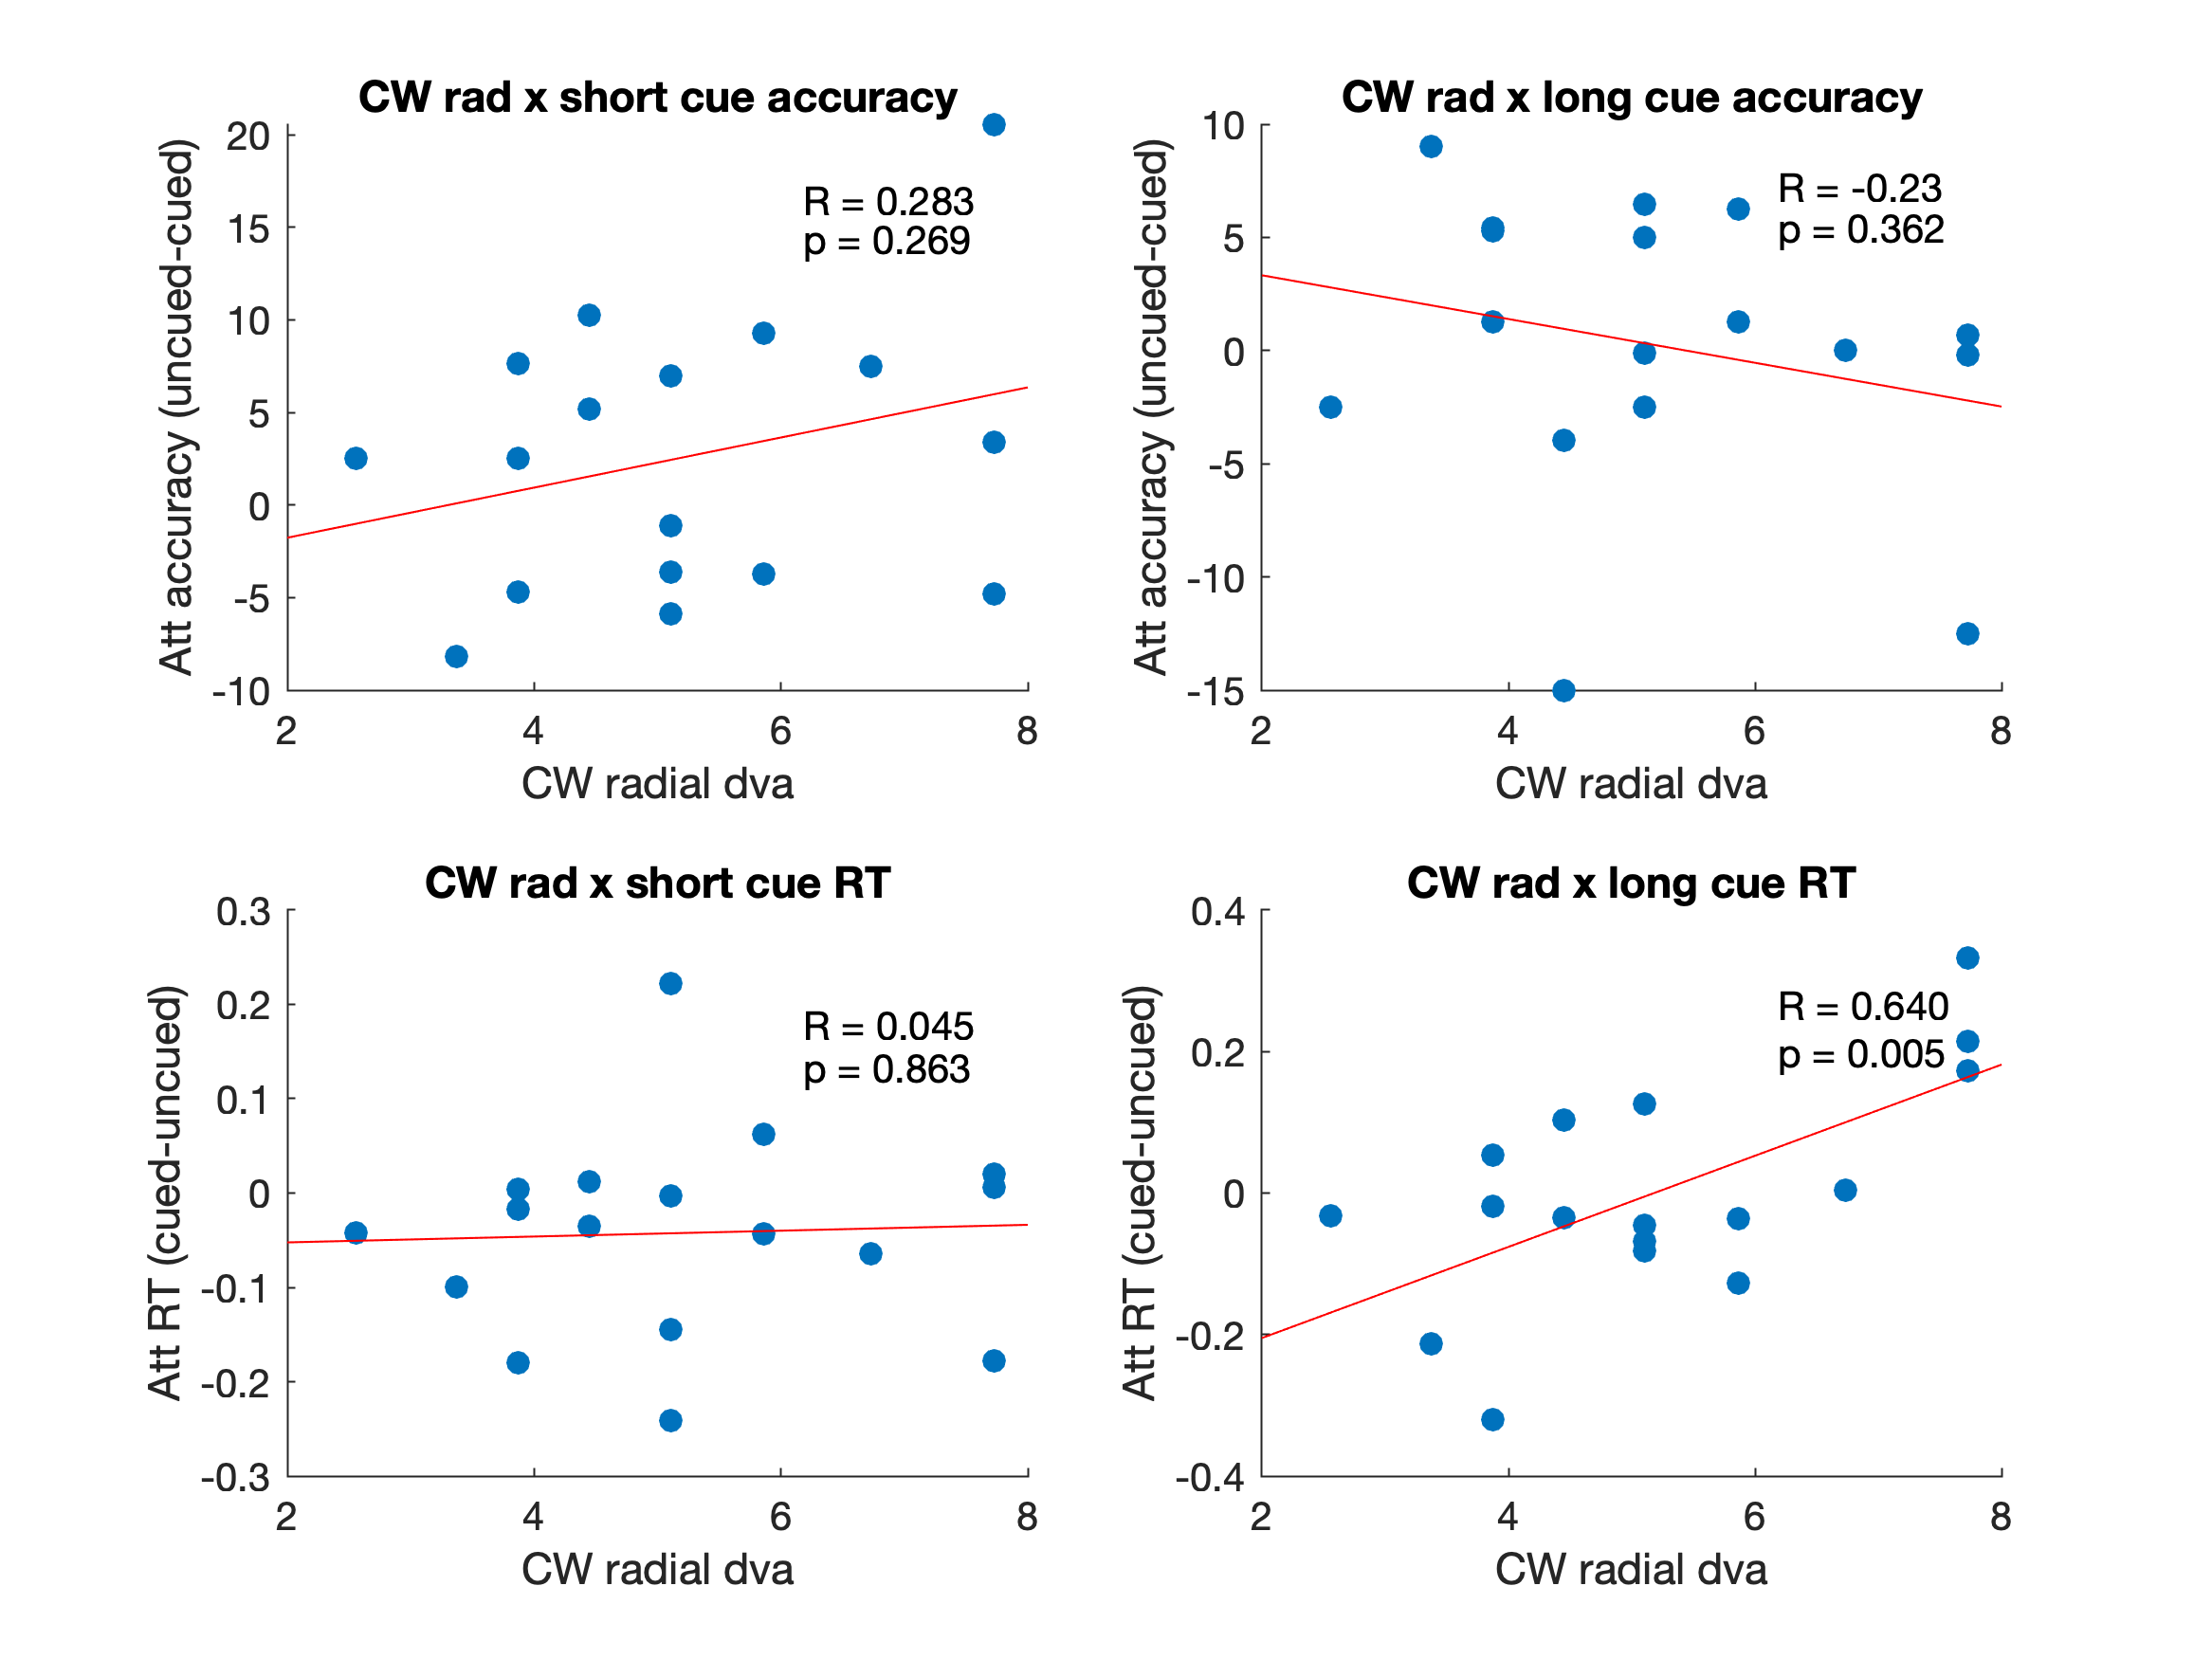 CW rad x short cue accuracy
Att accuracy (uncued-cued)
20
15
10
5
0
-5
-10
R = 0.283
p = 0.269
2 4 6 8
CW radial dva
CW rad x long cue accuracy
Att accuracy (uncued-cued)
10
5
0
-5
-10
-15
R = -0.23
p = 0.362
2 4 6 8
CW radial dva
CW rad x short cue RT
Att RT (cued-uncued)
0.3
0.2
0.1
0
-0.1
-0.2
-0.3
R = 0.045
p = 0.863
2 4 6 8
CW radial dva
CW rad x long cue RT
Att RT (cued-uncued)
0.4
0.2
0
-0.2
-0.4
R = 0.640
p = 0.005
2 4 6 8
CW radial dva